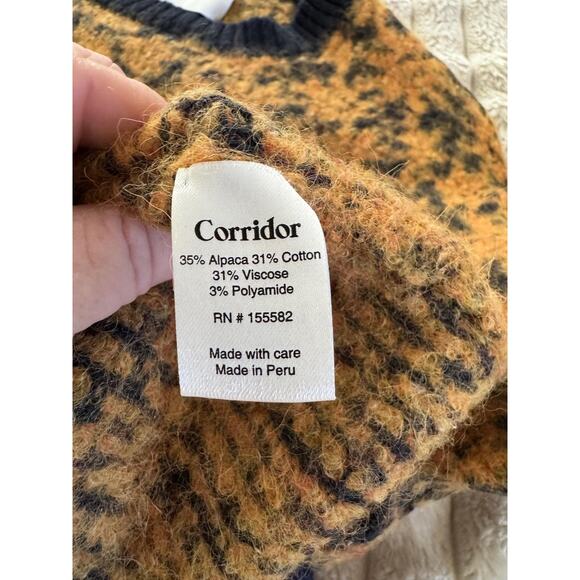 Corridor
35% Alpaca 31% Cotton
31% Viscose
3% Polyamide
RN # 155582
Made with care
Made in Peru